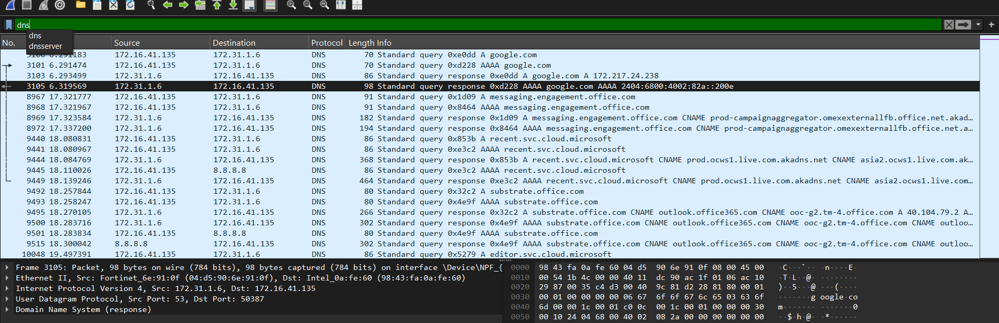 dns
dns
dnsserver
No. Source Destination Protocol Length Info
3100 6.291183 172.16.41.135 172.31.1.6 DNS 70 Standard query 0xe0dd A google.com
3101 6.291474 172.16.41.135 172.31.1.6 DNS 70 Standard query 0xd228 AAAA google.com
3103 6.293499 172.31.1.6 172.16.41.135 DNS 86 Standard query response 0xe0dd A google.com A 172.217.24.238
3105 6.319569 172.31.1.6 172.16.41.135 DNS 98 Standard query response 0xd228 AAAA google.com AAAA 2404:6800:4002:82a::200e
8967 17.321777 172.16.41.135 172.31.1.6 DNS 91 Standard query 0x1d09 A messaging.engagement.office.com
8968 17.321967 172.16.41.135 172.31.1.6 DNS 91 Standard query 0x8464 AAAA messaging.engagement.office.com
8969 17.323584 172.31.1.6 172.16.41.135 DNS 182 Standard query response 0x1d09 A messaging.engagement.office.com CNAME prod-campaignaggregator.omexexternallfb.office.net.akad…
8972 17.337200 172.31.1.6 172.16.41.135 DNS 194 Standard query response 0x8464 AAAA messaging.engagement.office.com CNAME prod-campaignaggregator.omexexternallfb.office.net.a…
9440 18.080831 172.16.41.135 172.31.1.6 DNS 86 Standard query 0x853b A recent.svc.cloud.microsoft
9441 18.080967 172.16.41.135 172.31.1.6 DNS 86 Standard query 0xe3c2 AAAA recent.svc.cloud.microsoft
9444 18.084769 172.31.1.6 172.16.41.135 DNS 368 Standard query response 0x853b A recent.svc.cloud.microsoft CNAME prod.ocws1.live.com.akadns.net CNAME asia2.ocws1.live.com.ak…
9445 18.110026 172.16.41.135 8.8.8.8 DNS 86 Standard query 0xe3c2 AAAA recent.svc.cloud.microsoft
9449 18.139246 172.31.1.6 172.16.41.135 DNS 464 Standard query response 0xe3c2 AAAA recent.svc.cloud.microsoft CNAME prod.ocws1.live.com.akadns.net CNAME asia2.ocws1.live.com…
9492 18.257844 172.16.41.135 172.31.1.6 DNS 80 Standard query 0x32c2 A substrate.office.com
9493 18.258247 172.16.41.135 172.31.1.6 DNS 80 Standard query 0x4e9f AAAA substrate.office.com
9495 18.270105 172.31.1.6 172.16.41.135 DNS 266 Standard query response 0x32c2 A substrate.office.com CNAME outlook.office365.com CNAME ooc-g2.tm-4.office.com A 40.104.79.2 A…
9500 18.283716 172.31.1.6 172.16.41.135 DNS 302 Standard query response 0x4e9f AAAA substrate.office.com CNAME outlook.office365.com CNAME ooc-g2.tm-4.office.com CNAME outloo…
9501 18.283834 172.16.41.135 8.8.8.8 DNS 80 Standard query 0x4e9f AAAA substrate.office.com
9515 18.300042 8.8.8.8 172.16.41.135 DNS 302 Standard query response 0x4e9f AAAA substrate.office.com CNAME outlook.office365.com CNAME ooc-g2.tm-4.office.com CNAME outloo…
10048 19.497391 172.16.41.135 172.31.1.6 DNS 86 Standard query 0x5279 A editor.svc.cloud.microsoft
Frame 3105: Packet, 98 bytes on wire (784 bits), 98 bytes captured (784 bits) on interface \Device\NPF_{
Ethernet II, Src: Fortinet_6e:91:0f (04:d5:90:6e:91:0f), Dst: Intel_0a:fe:60 (98:43:fa:0a:fe:60)
Internet Protocol Version 4, Src: 172.31.1.6, Dst: 172.16.41.135
User Datagram Protocol, Src Port: 53, Dst Port: 50387
Domain Name System (response)
0000 98 43 fa 0a fe 60 04 d5 90 6e 91 0f 08 00 45 00 ·C···`·· ·n····E·
0010 00 54 1b 4c 00 00 40 11 dc 90 ac 1f 01 06 ac 10 ·T·L··@· ········
0020 29 87 00 35 c4 d3 00 40 9c 81 d2 28 81 80 00 01 )··5···@ ···(····
0030 00 01 00 00 00 00 06 67 6f 6f 67 6c 65 03 63 6f ·······g oogle·co
0040 6d 00 00 1c 00 01 c0 0c 00 1c 00 01 00 00 00 30 m······· ·······0
0050 00 10 24 04 68 00 40 02 08 2a 00 00 00 00 00 00 ··$·h·@· ·*······